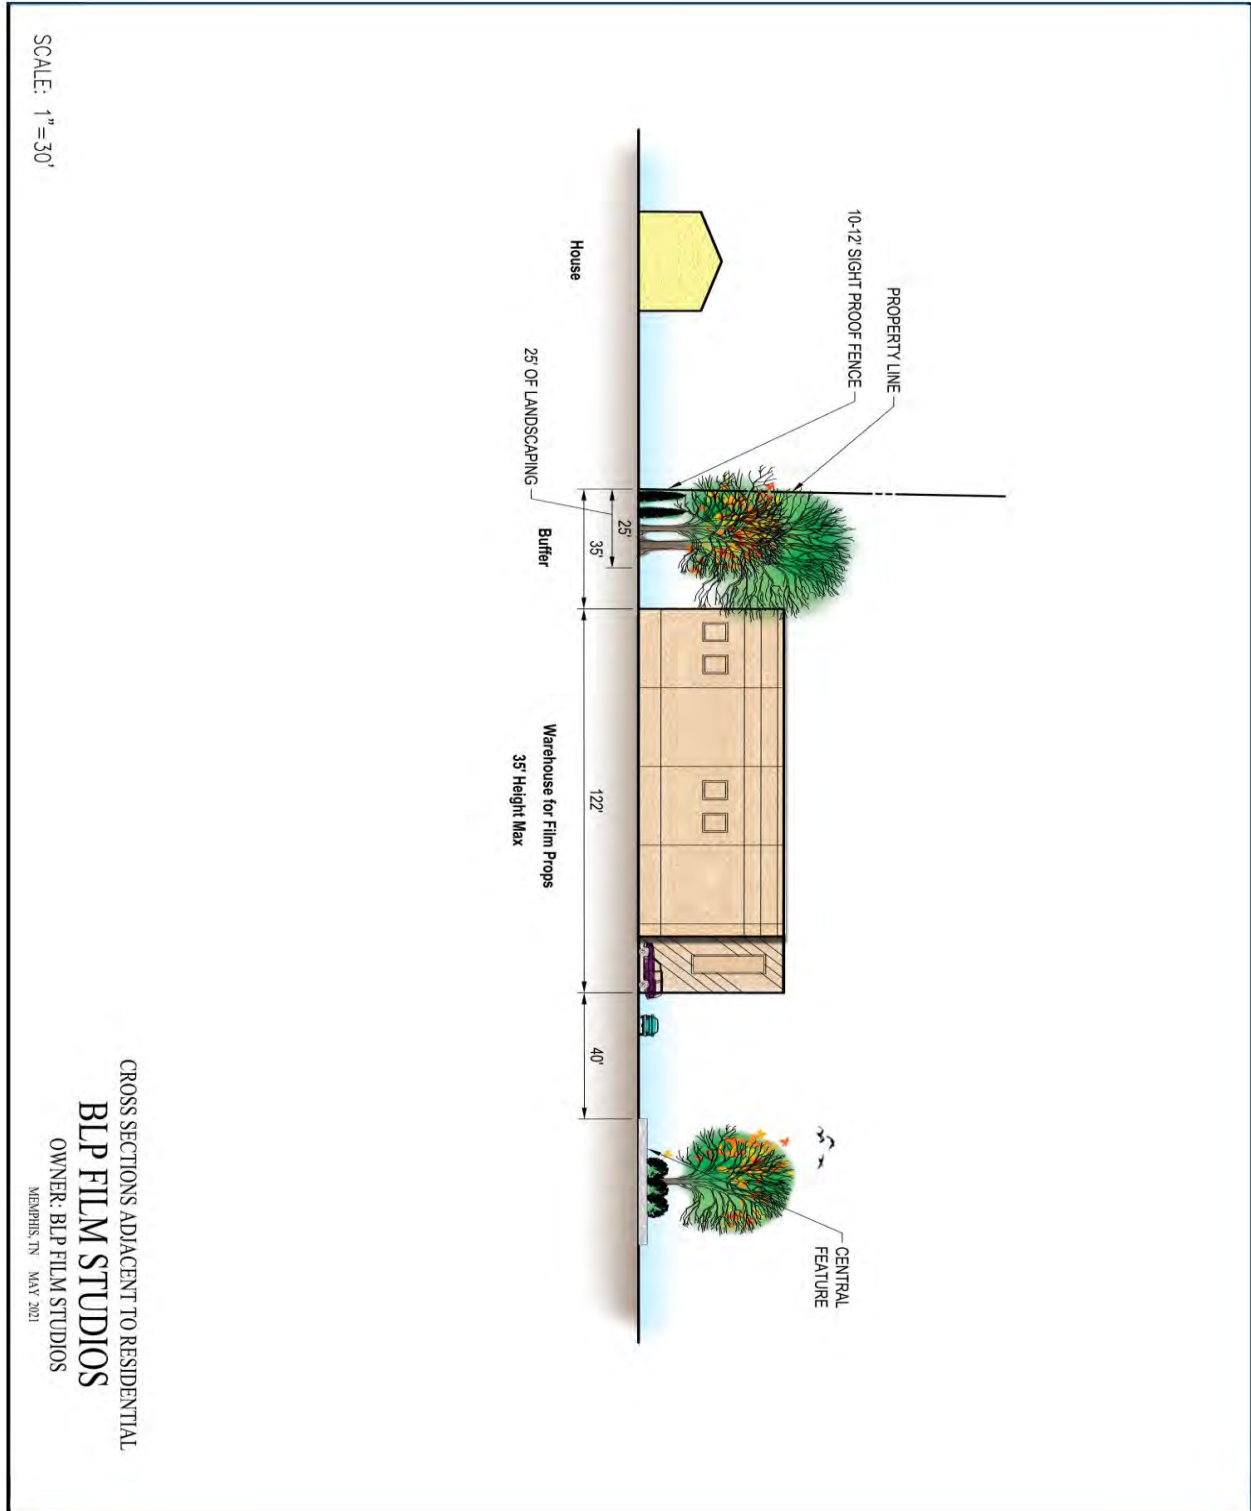 PROPERTY LINE
10-12' SIGHT PROOF FENCE
CENTRAL
FEATURE
25'
35'
122'
40'
House
25' OF LANDSCAPING
Buffer
Warehouse for Film Props
35' Height Max
SCALE: 1"=30'
CROSS SECTIONS ADJACENT TO RESIDENTIAL
BLP FILM STUDIOS
OWNER: BLP FILM STUDIOS
MEMPHIS, TN MAY 2021